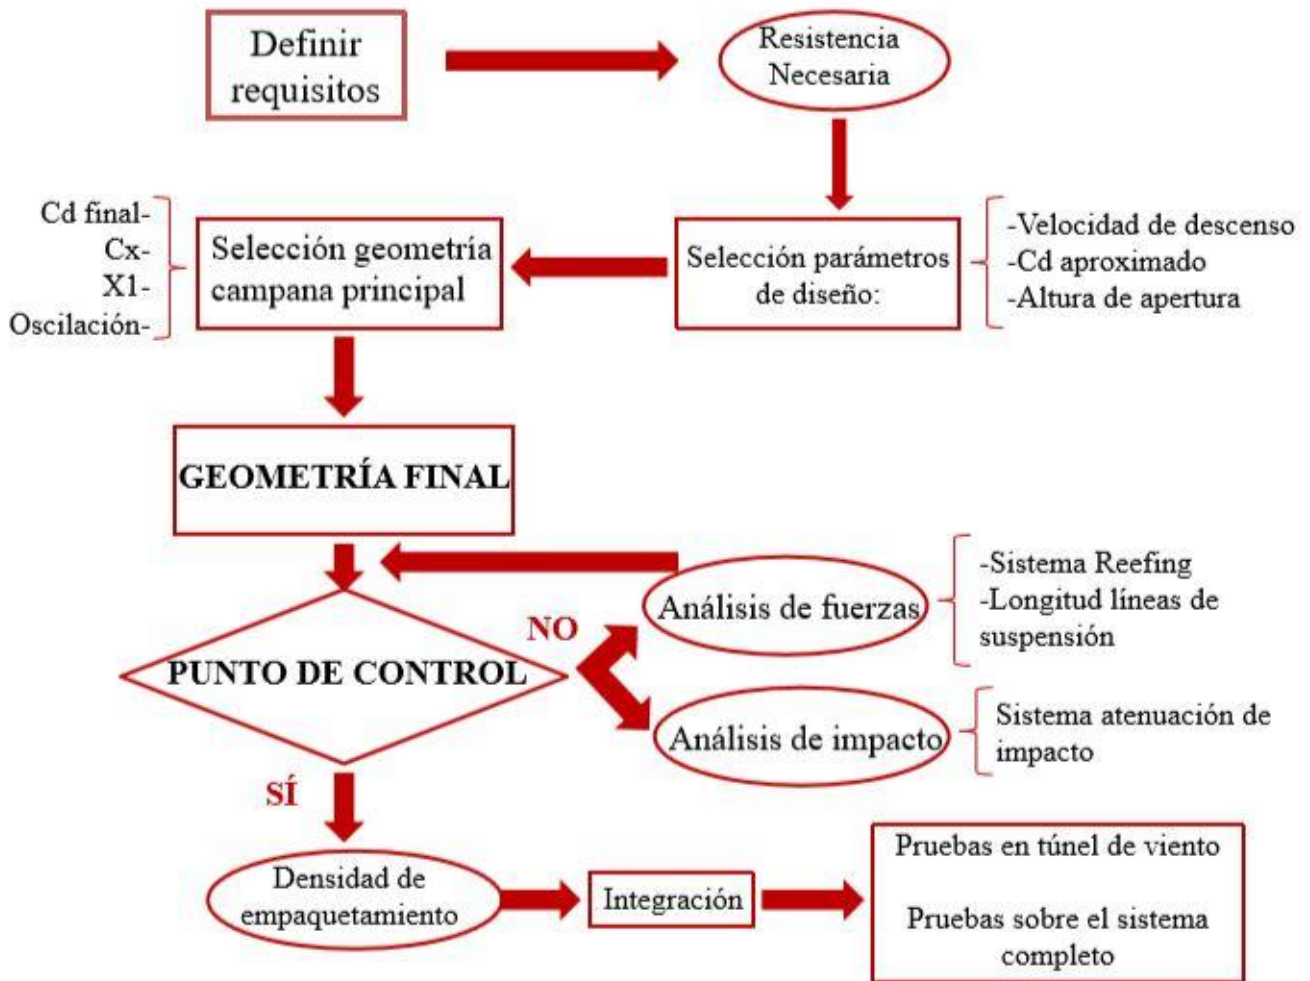 Definir
requisitos
Resistencia
Necesaria
Selección parámetros
de diseño:
-Velocidad de descenso
-Cd aproximado
-Altura de apertura
Selección geometría
campana principal
Cd final-
Cx-
X1-
Oscilación-
GEOMETRÍA FINAL
PUNTO DE CONTROL
NO
Análisis de fuerzas
-Sistema Reefing
-Longitud líneas de
suspensión
Análisis de impacto
Sistema atenuación de
impacto
SÍ
Densidad de
empaquetamiento
Integración
Pruebas en túnel de viento
Pruebas sobre el sistema
completo